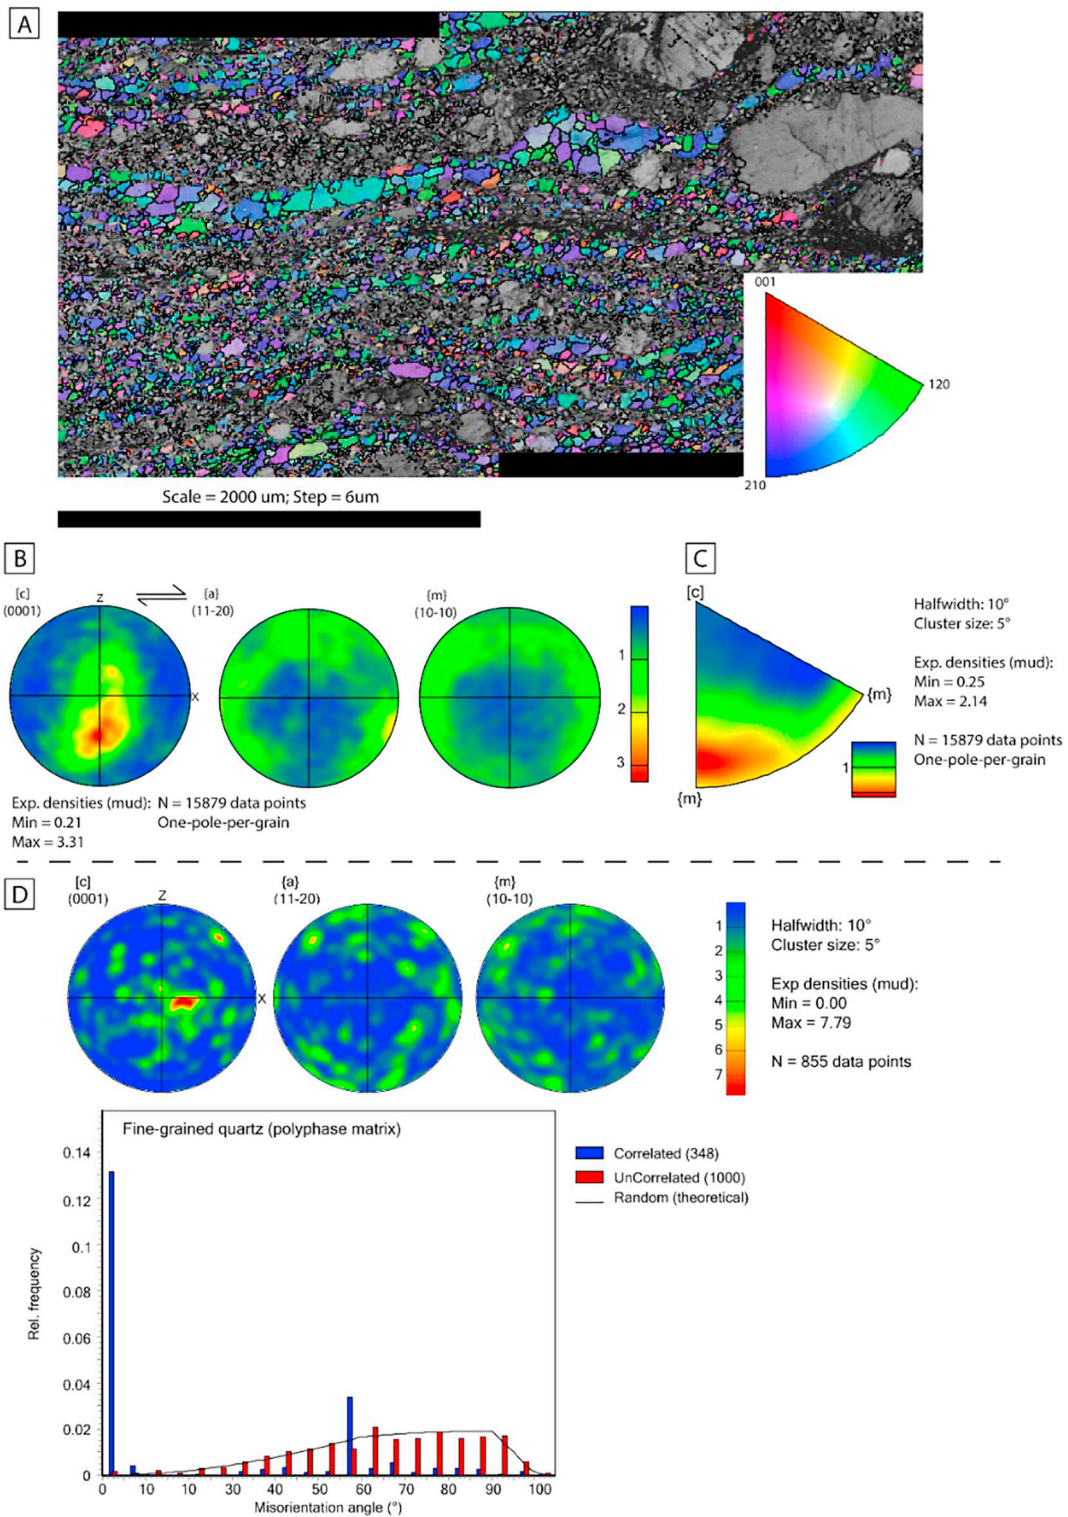 A
001
120
210
Scale = 2000 um; Step = 6um
B
[c]
(0001)
Z
X
{a}
(11-20)
{m}
(10-10)
1
2
3
Exp. densities (mud): N = 15879 data points
Min = 0.21 One-pole-per-grain
Max = 3.31
C
[c]
{m}
{m}
1
Halfwidth: 10°
Cluster size: 5°
Exp. densities (mud):
Min = 0.25
Max = 2.14
N = 15879 data points
One-pole-per-grain
D
[c]
(0001)
Z
X
{a}
(11-20)
{m}
(10-10)
1
2
3
4
5
6
7
Halfwidth: 10°
Cluster size: 5°
Exp densities (mud):
Min = 0.00
Max = 7.79
N = 855 data points
Fine-grained quartz (polyphase matrix)
Correlated (348)
UnCorrelated (1000)
Random (theoretical)
Rel. frequency
0.14
0.12
0.1
0.08
0.06
0.04
0.02
0
0 10 10 20 30 40 50 60 70 80 90 100
Misorientation angle (°)